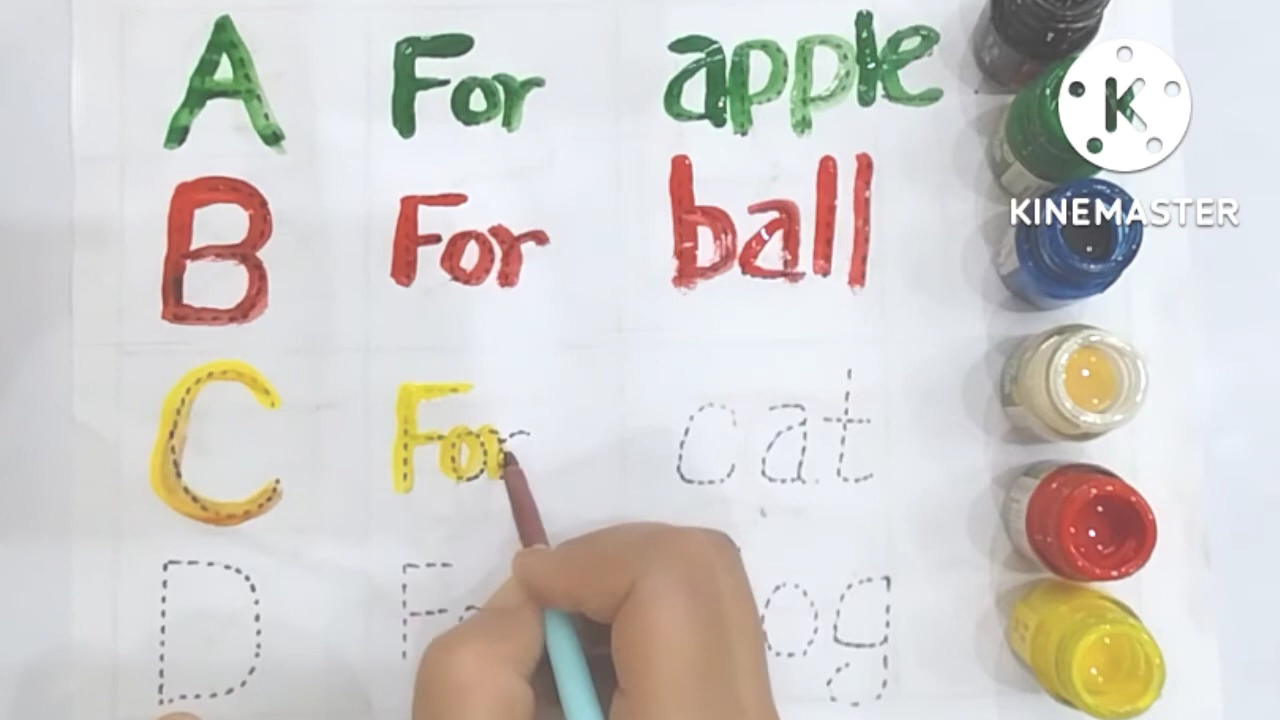 A For apple
B For ball
C For cat
D
K
KINEMASTER